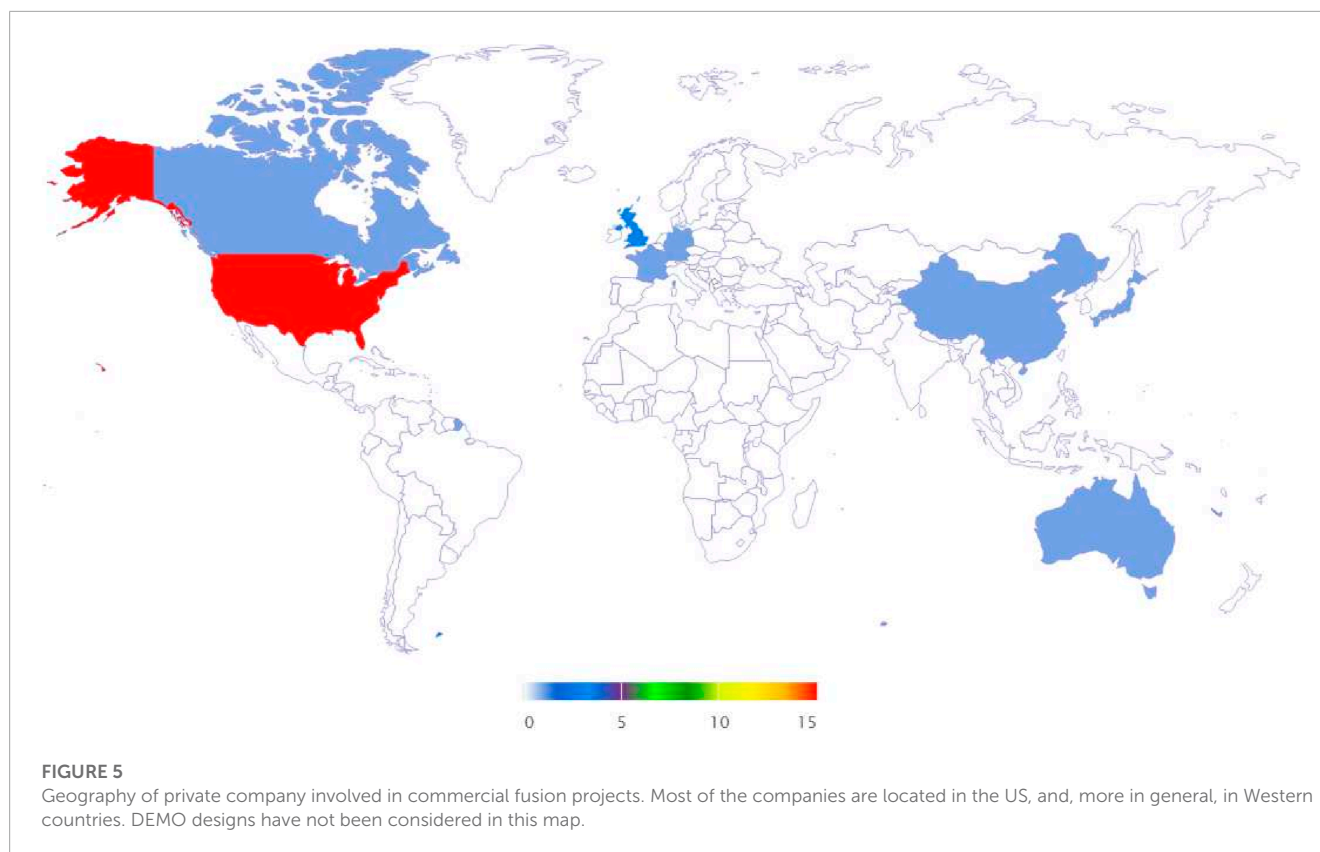 0 5 10 15
FIGURE 5
Geography of private company involved in commercial fusion projects. Most of the companies are located in the US, and, more in general, in Western
countries. DEMO designs have not been considered in this map.